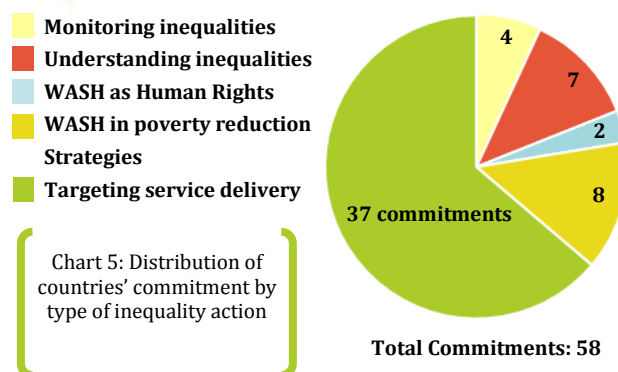 Monitoring inequalities
Understanding inequalities
WASH as Human Rights
WASH in poverty reduction
Strategies
Targeting service delivery
Chart 5: Distribution of
countries' commitment by
type of inequality action
4
7
2
8
37 commitments
Total Commitments: 58